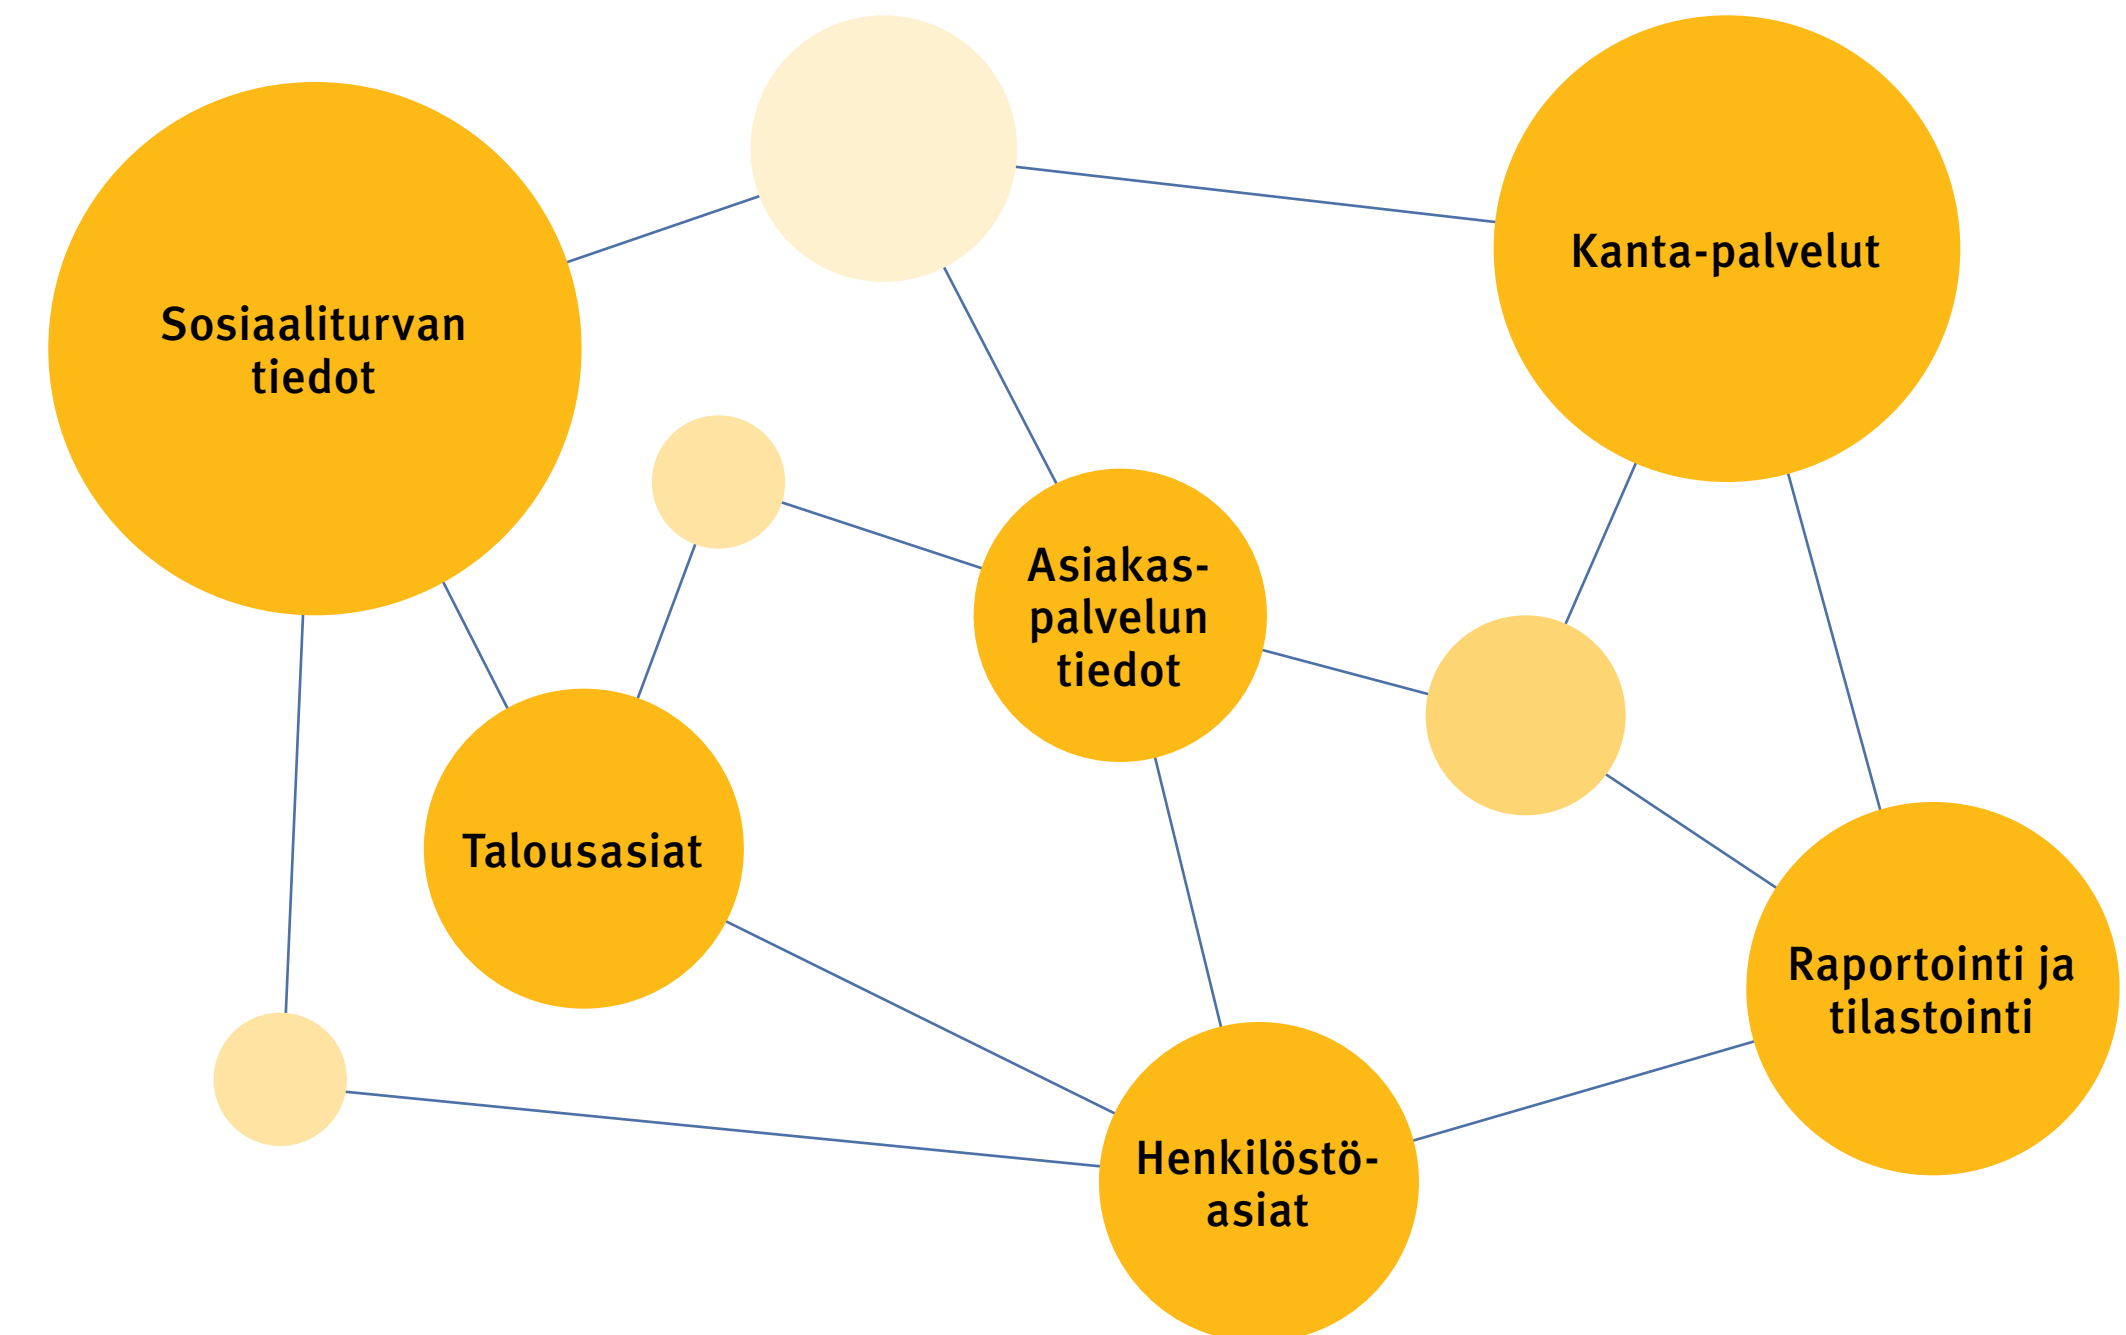 Sosiaaliturvan
tiedot
Kanta-palvelut
Asiakas-
palvelun
tiedot
Talousasiat
Raportointi ja
tilastointi
Henkilöstö-
asiat